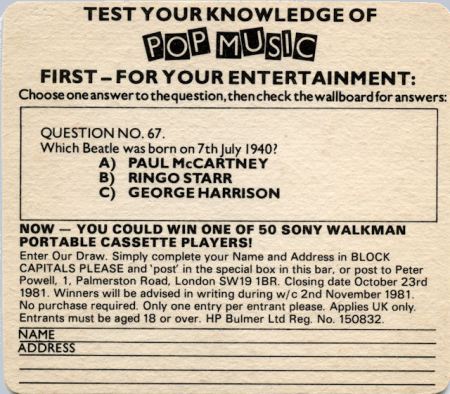 TEST YOUR KNOWLEDGE OF
POP MUSIC
FIRST – FOR YOUR ENTERTAINMENT:
Choose one answer to the question, then check the wallboard for answers:
QUESTION NO. 67.
Which Beatle was born on 7th July 1940?
A) PAUL McCARTNEY
B) RINGO STARR
C) GEORGE HARRISON
NOW — YOU COULD WIN ONE OF 50 SONY WALKMAN
PORTABLE CASSETTE PLAYERS!
Enter Our Draw. Simply complete your Name and Address in BLOCK
CAPITALS PLEASE and 'post' in the special box in this bar, or post to Peter
Powell, 1, Palmerston Road, London SW19 1BR. Closing date October 23rd
1981. Winners will be advised in writing during w/c 2nd November 1981.
No purchase required. Only one entry per entrant please. Applies UK only.
Entrants must be aged 18 or over. HP Bulmer Ltd Reg. No. 150832.
NAME
ADDRESS